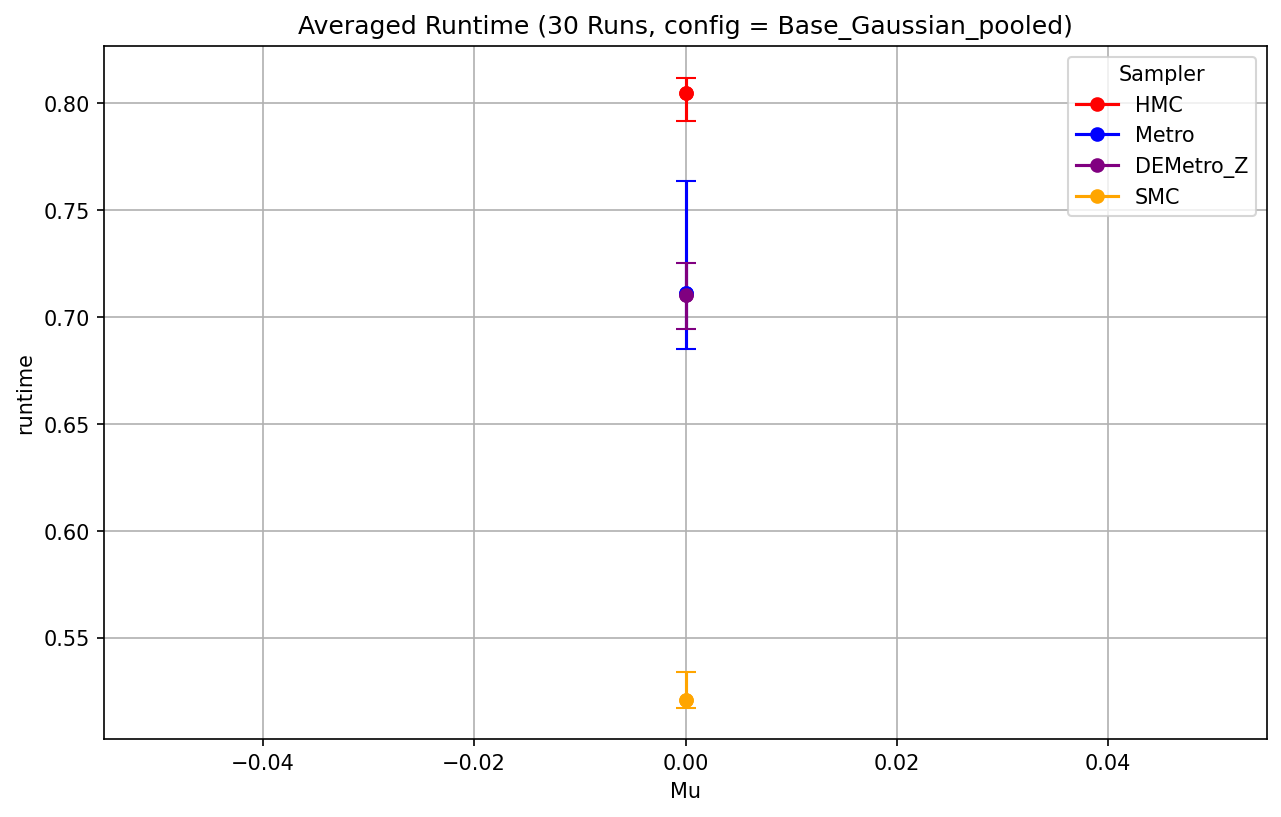 Averaged Runtime (30 Runs, config = Base_Gaussian_pooled)
Sampler
HMC
Metro
DEMetro_Z
SMC
runtime
0.80
0.75
0.70
0.65
0.60
0.55
−0.04
−0.02
0.00
0.02
0.04
Mu